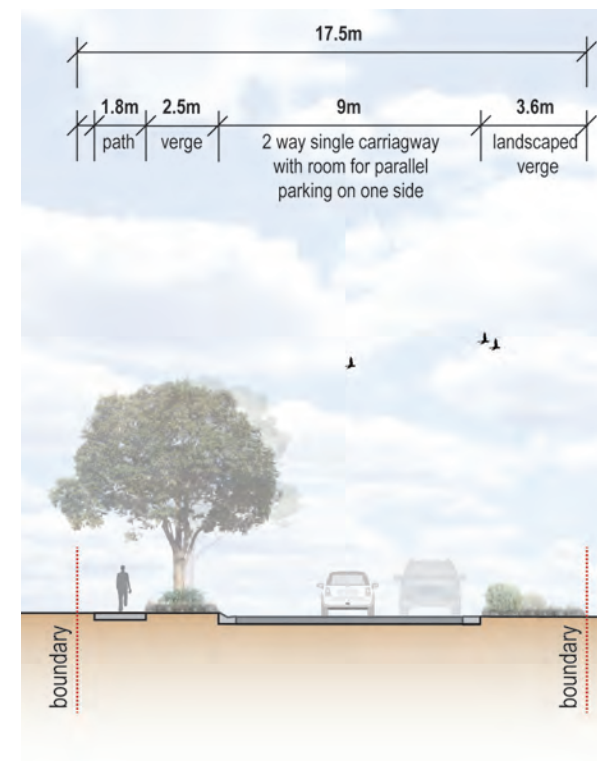 17.5m
1.8m
2.5m
9m
3.6m
path
verge
2 way single carriagway
with room for parallel
parking on one side
landscaped
verge
boundary
boundary